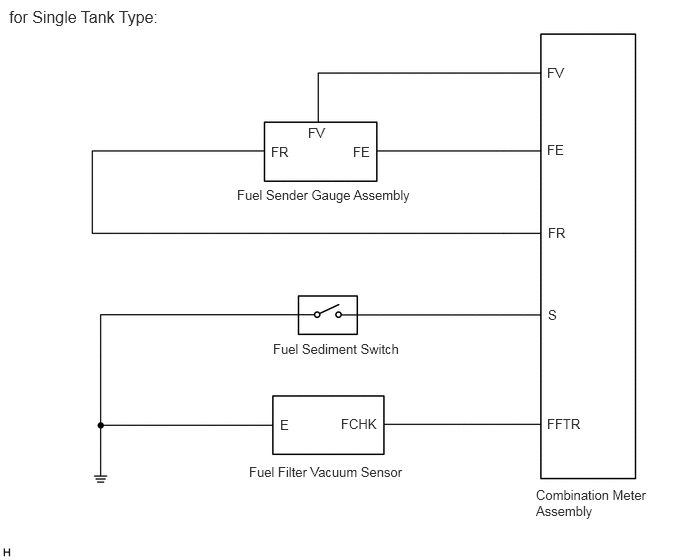 for Single Tank Type:
FV
FV
FR
FE
FE
Fuel Sender Gauge Assembly
FR
S
Fuel Sediment Switch
E
FCHK
FFTR
Fuel Filter Vacuum Sensor
Combination Meter
Assembly
H